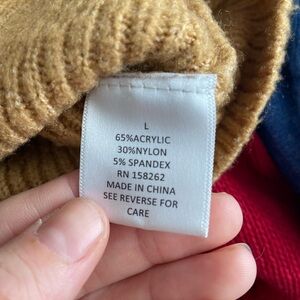 L
65%ACRYLIC
30%NYLON
5% SPANDEX
RN 158262
MADE IN CHINA
SEE REVERSE FOR
CARE